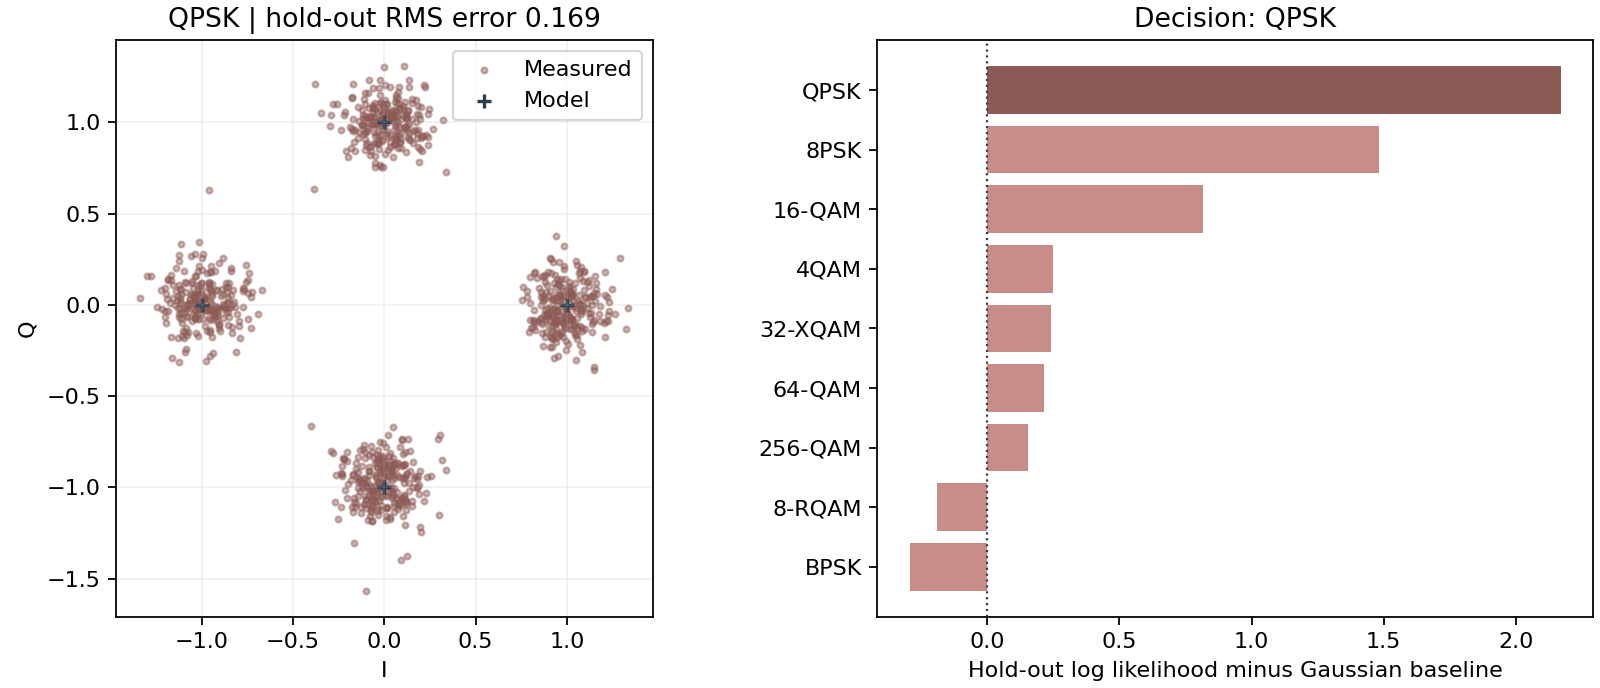 QPSK | hold-out RMS error 0.169
Measured
Model
1.0
0.5
0.0
−0.5
−1.0
−1.5
Q
−1.0
−0.5
0.0
0.5
1.0
I
Decision: QPSK
QPSK
8PSK
16-QAM
4QAM
32-XQAM
64-QAM
256-QAM
8-RQAM
BPSK
0.0
0.5
1.0
1.5
2.0
Hold-out log likelihood minus Gaussian baseline